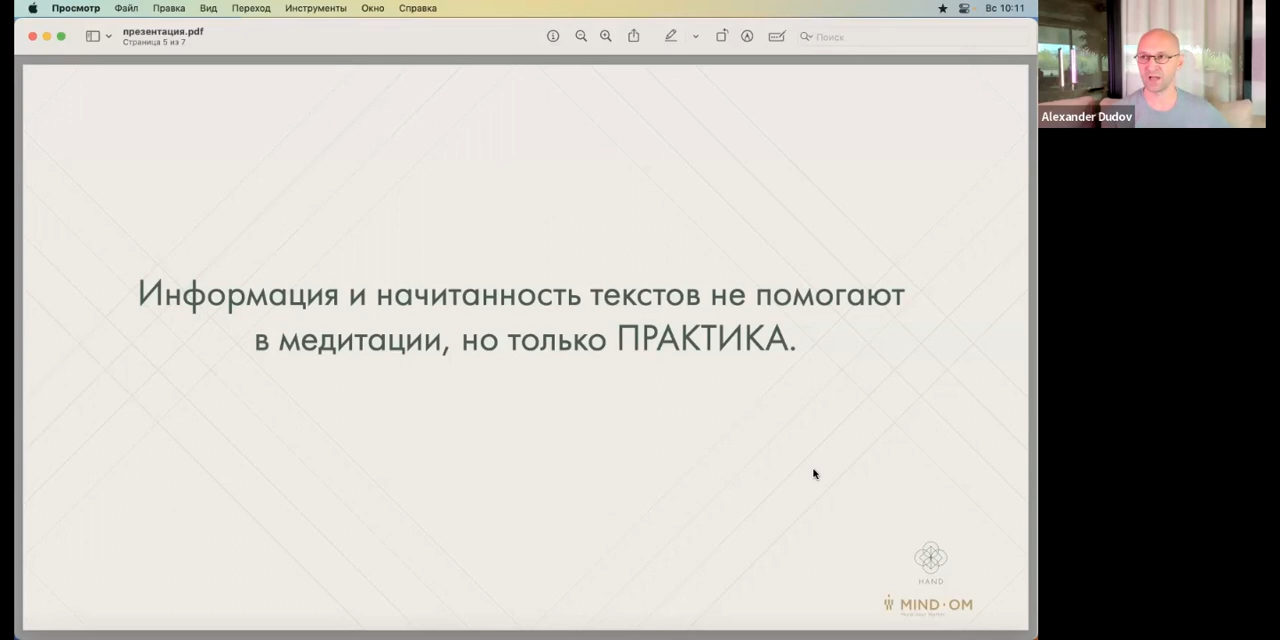 Просмотр Файл Правка Вид Переход Инструменты Окно Справка Вс 10:11
презентация.pdf
Страница 5 из 7
Поиск
Alexander Dudov
Информация и начитанность текстов не помогают
в медитации, но только ПРАКТИКА.
HAND
MIND·OM